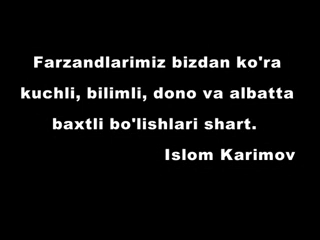 Farzandlarimiz bizdan ko'ra
kuchli, bilimli, dono va albatta
baxtli bo'lishlari shart.
Islom Karimov